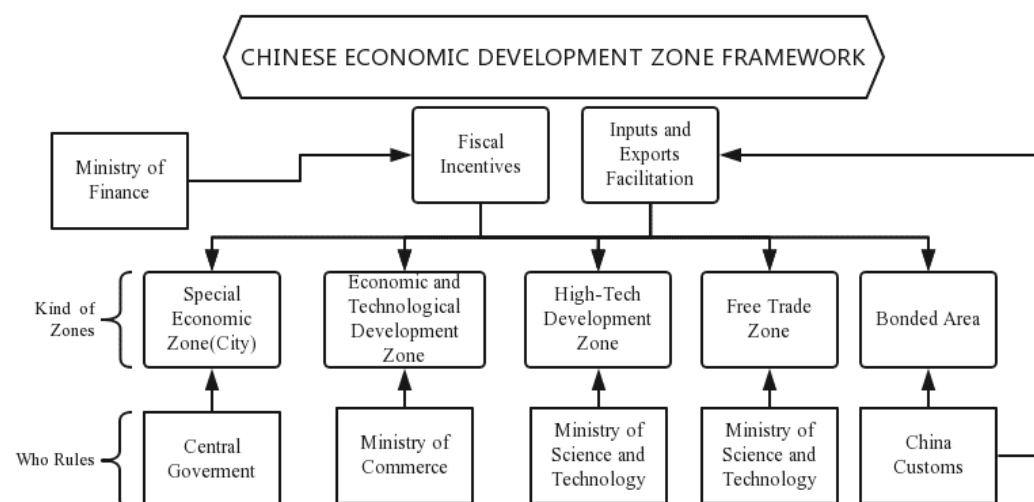 CHINESE ECONOMIC DEVELOPMENT ZONE FRAMEWORK
Ministry of
Finance
Fiscal
Incentives
Inputs and
Exports
Facilitation
Kind of
Zones
Special
Economic
Zone(City)
Economic and
Technological
Development
Zone
High-Tech
Development
Zone
Free Trade
Zone
Bonded Area
Who Rules
Central
Goverment
Ministry of
Commerce
Ministry of
Science and
Technology
Ministry of
Science and
Technology
China
Customs